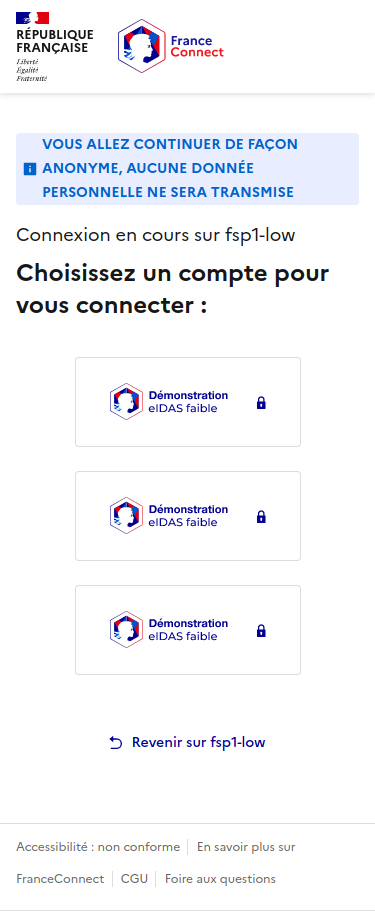 RÉPUBLIQUE
FRANÇAISE
Liberté
Égalité
Fraternité
France
Connect
VOUS ALLEZ CONTINUER DE FAÇON
ANONYME, AUCUNE DONNÉE
PERSONNELLE NE SERA TRANSMISE
Connexion en cours sur fsp1-low
Choisissez un compte pour
vous connecter :
Démonstration
eIDAS faible
Démonstration
eIDAS faible
Démonstration
eIDAS faible
Revenir sur fsp1-low
Accessibilité : non conforme En savoir plus sur
FranceConnect CGU Foire aux questions